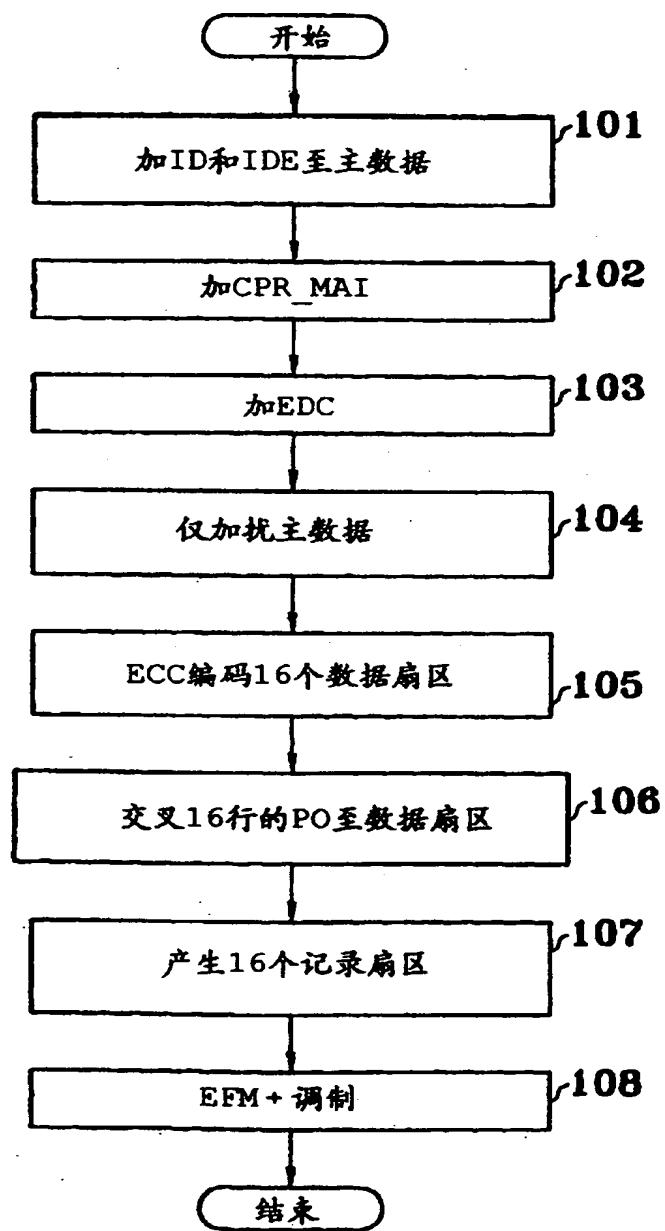 开始
加ID和IDE至主数据
101
加CPR_MAI
102
加EDC
103
仅加扰主数据
104
ECC编码16个数据扇区
105
交叉16行的PO至数据扇区
106
产生16个记录扇区
107
EFM+调制
108
结束